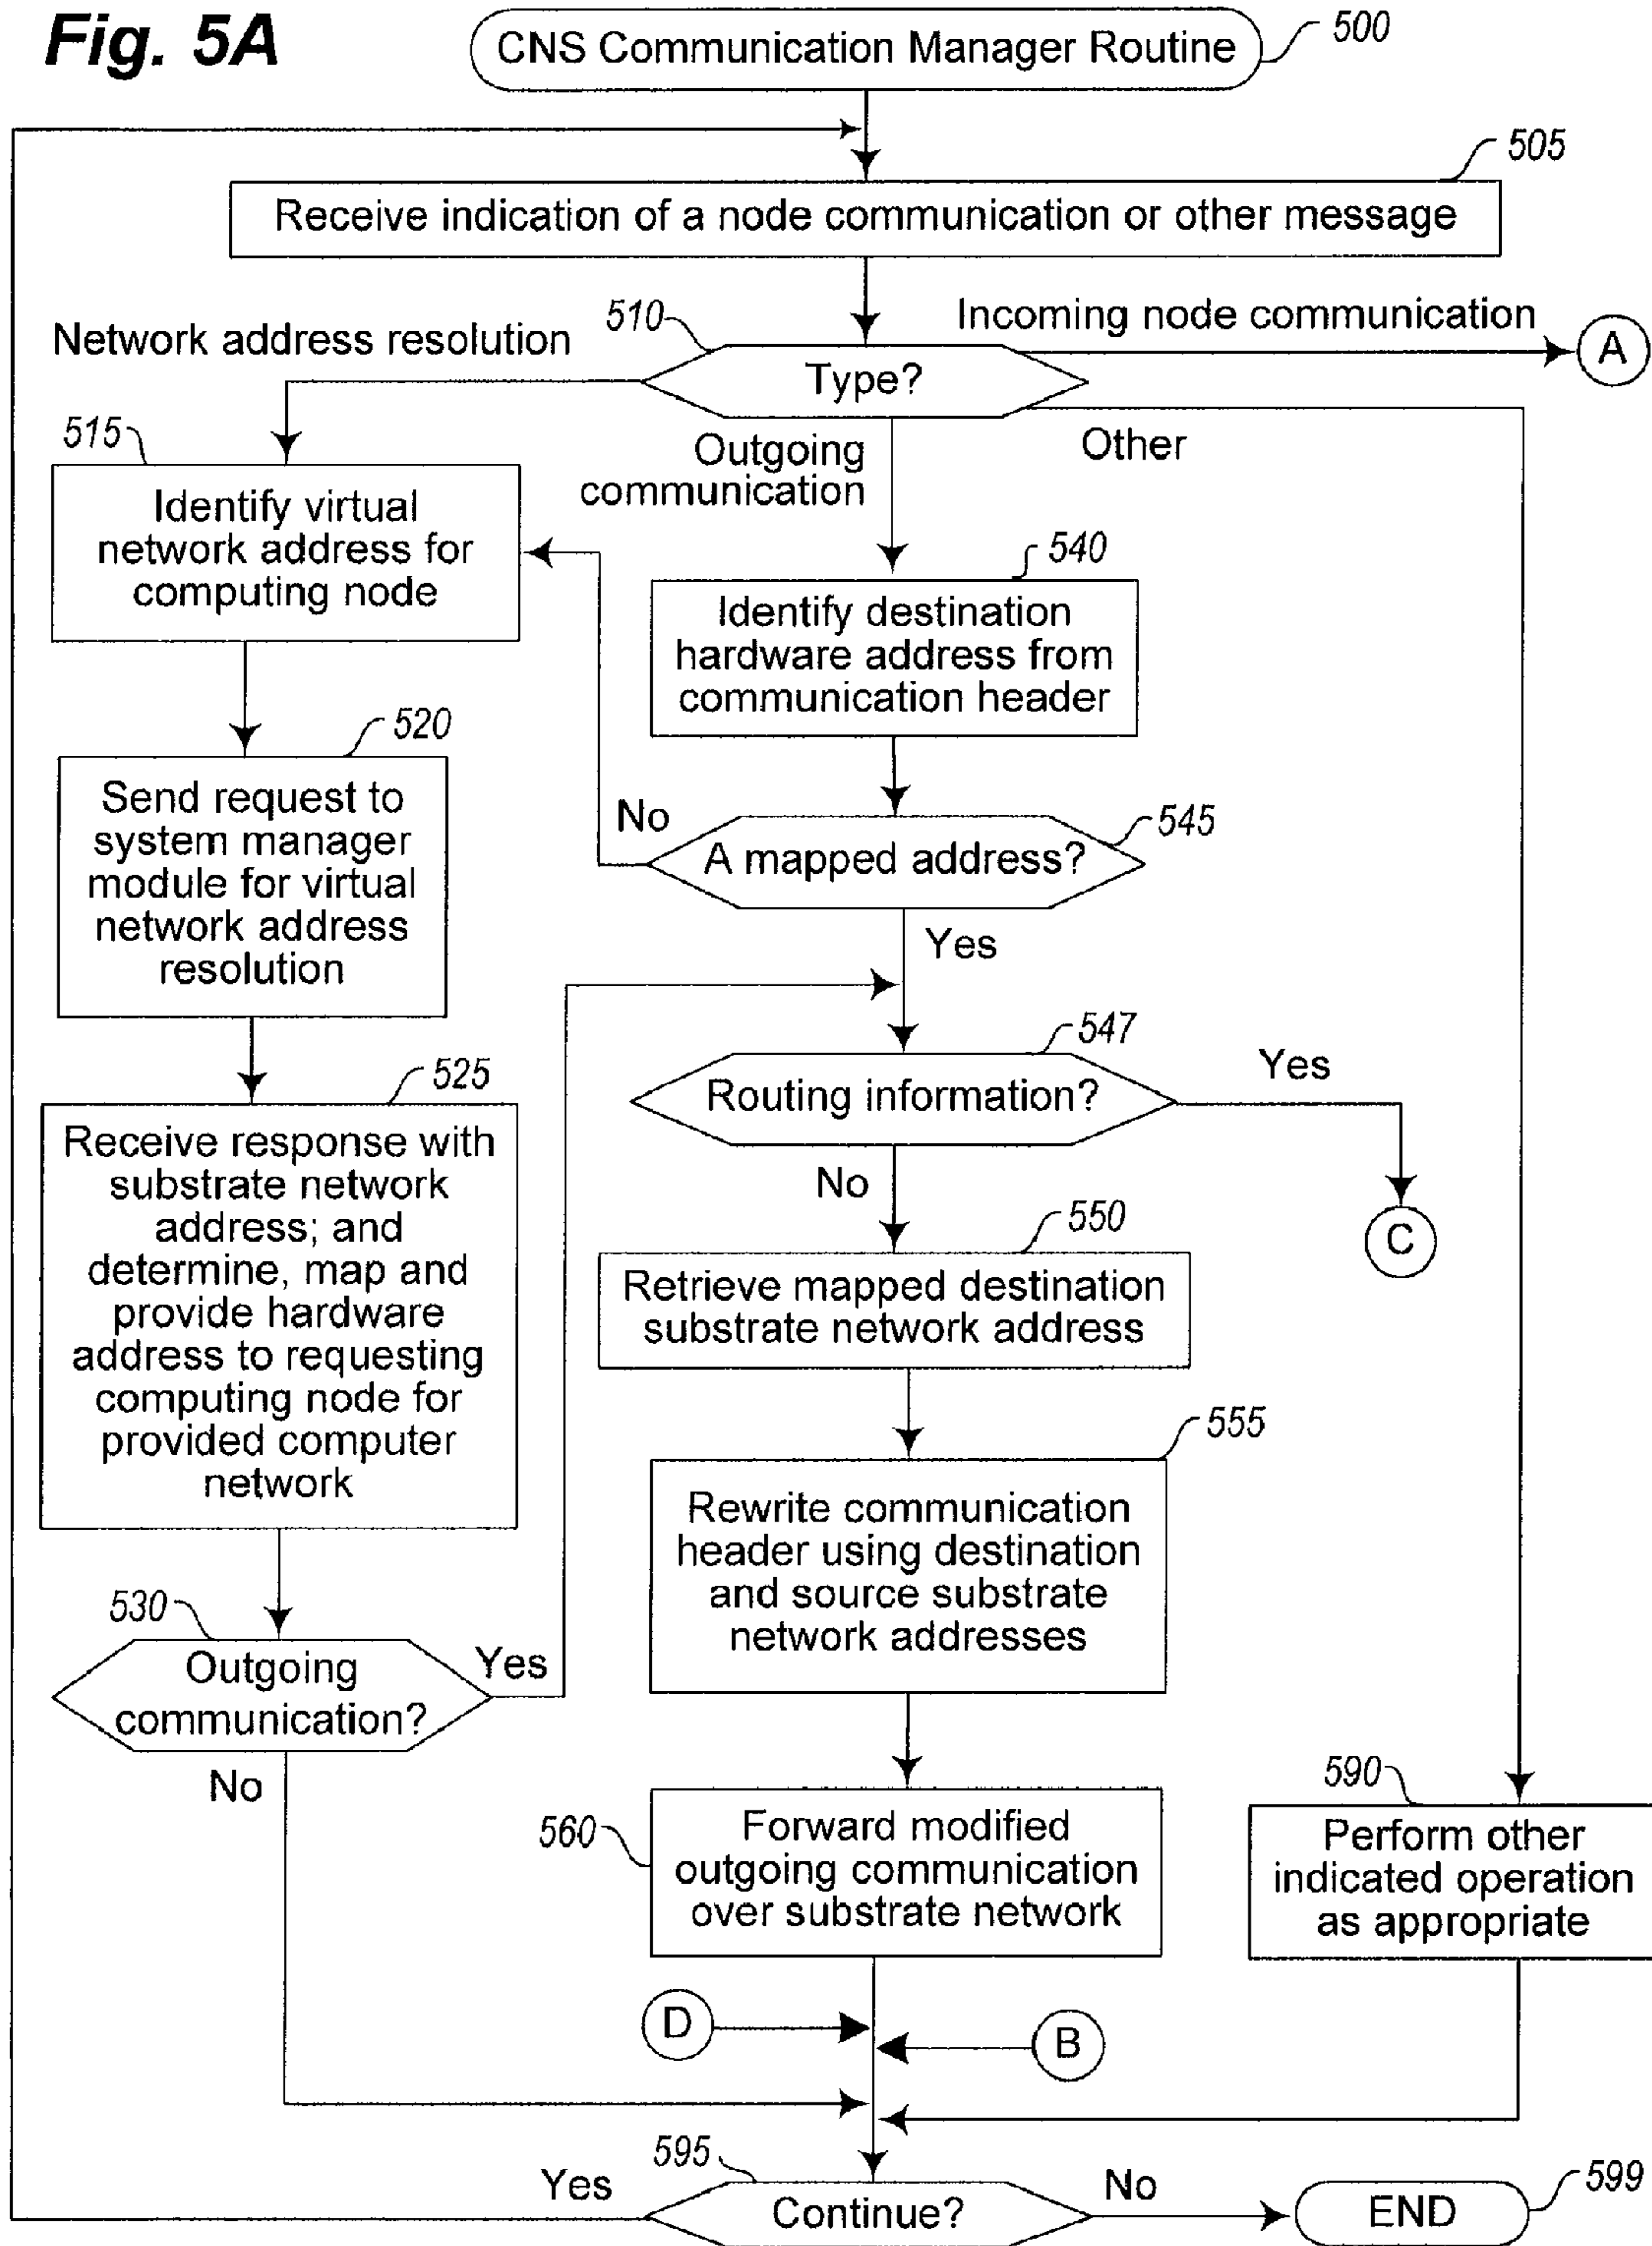 Fig. 5A
CNS Communication Manager Routine
500
505
Receive indication of a node communication or other message
510
Incoming node communication
A
Network address resolution
Type?
515
Outgoing
communication
Other
Identify virtual
network address for
computing node
540
Identify destination
hardware address from
communication header
520
Send request to
system manager
module for virtual
network address
resolution
No
545
A mapped address?
Yes
547
Routing information?
Yes
C
525
Receive response with
substrate network
address; and
determine, map and
provide hardware
address to requesting
computing node for
provided computer
network
No
550
Retrieve mapped destination
substrate network address
555
Rewrite communication
header using destination
and source substrate
network addresses
530
Outgoing
communication?
Yes
No
560
Forward modified
outgoing communication
over substrate network
590
Perform other
indicated operation
as appropriate
D
B
595
Yes
Continue?
No
END
599